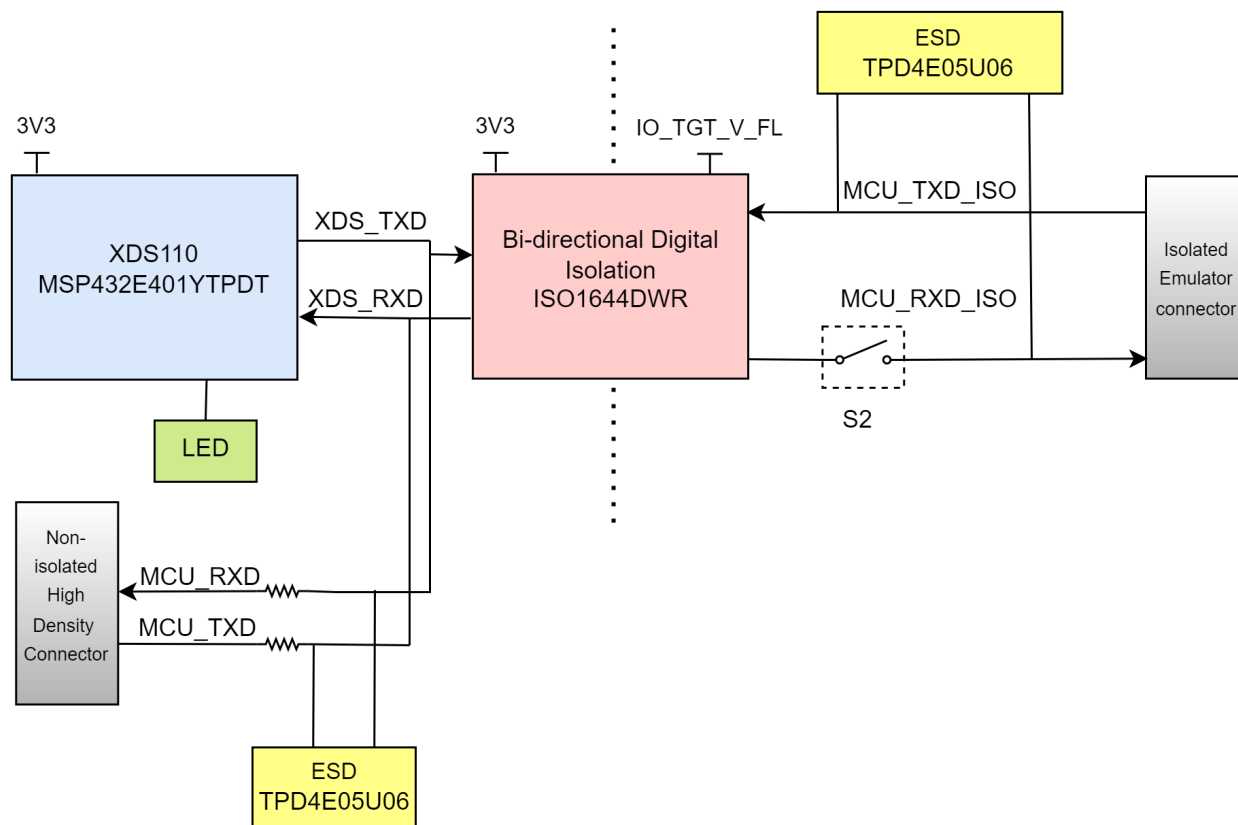 ESD
TPD4E05U06
3V3
3V3
IO_TGT_V_FL
XDS110
MSP432E401YTPDT
XDS_TXD
XDS_RXD
Bi-directional Digital
Isolation
ISO1644DWR
MCU_TXD_ISO
MCU_RXD_ISO
S2
Isolated
Emulator
connector
LED
Non-
isolated
High
Density
Connector
MCU_RXD
MCU_TXD
ESD
TPD4E05U06